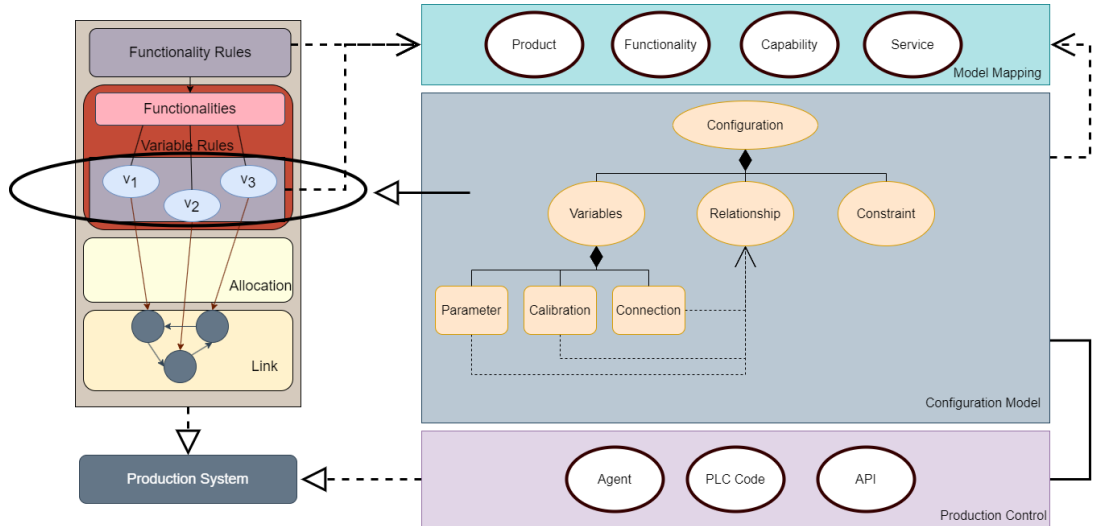 Functionality Rules
Functionalities
Variable Rules
v1
v2
v3
Allocation
Link
Production System
Product
Functionality
Capability
Service
Model Mapping
Configuration
Variables
Relationship
Constraint
Parameter
Calibration
Connection
Configuration Model
Agent
PLC Code
API
Production Control